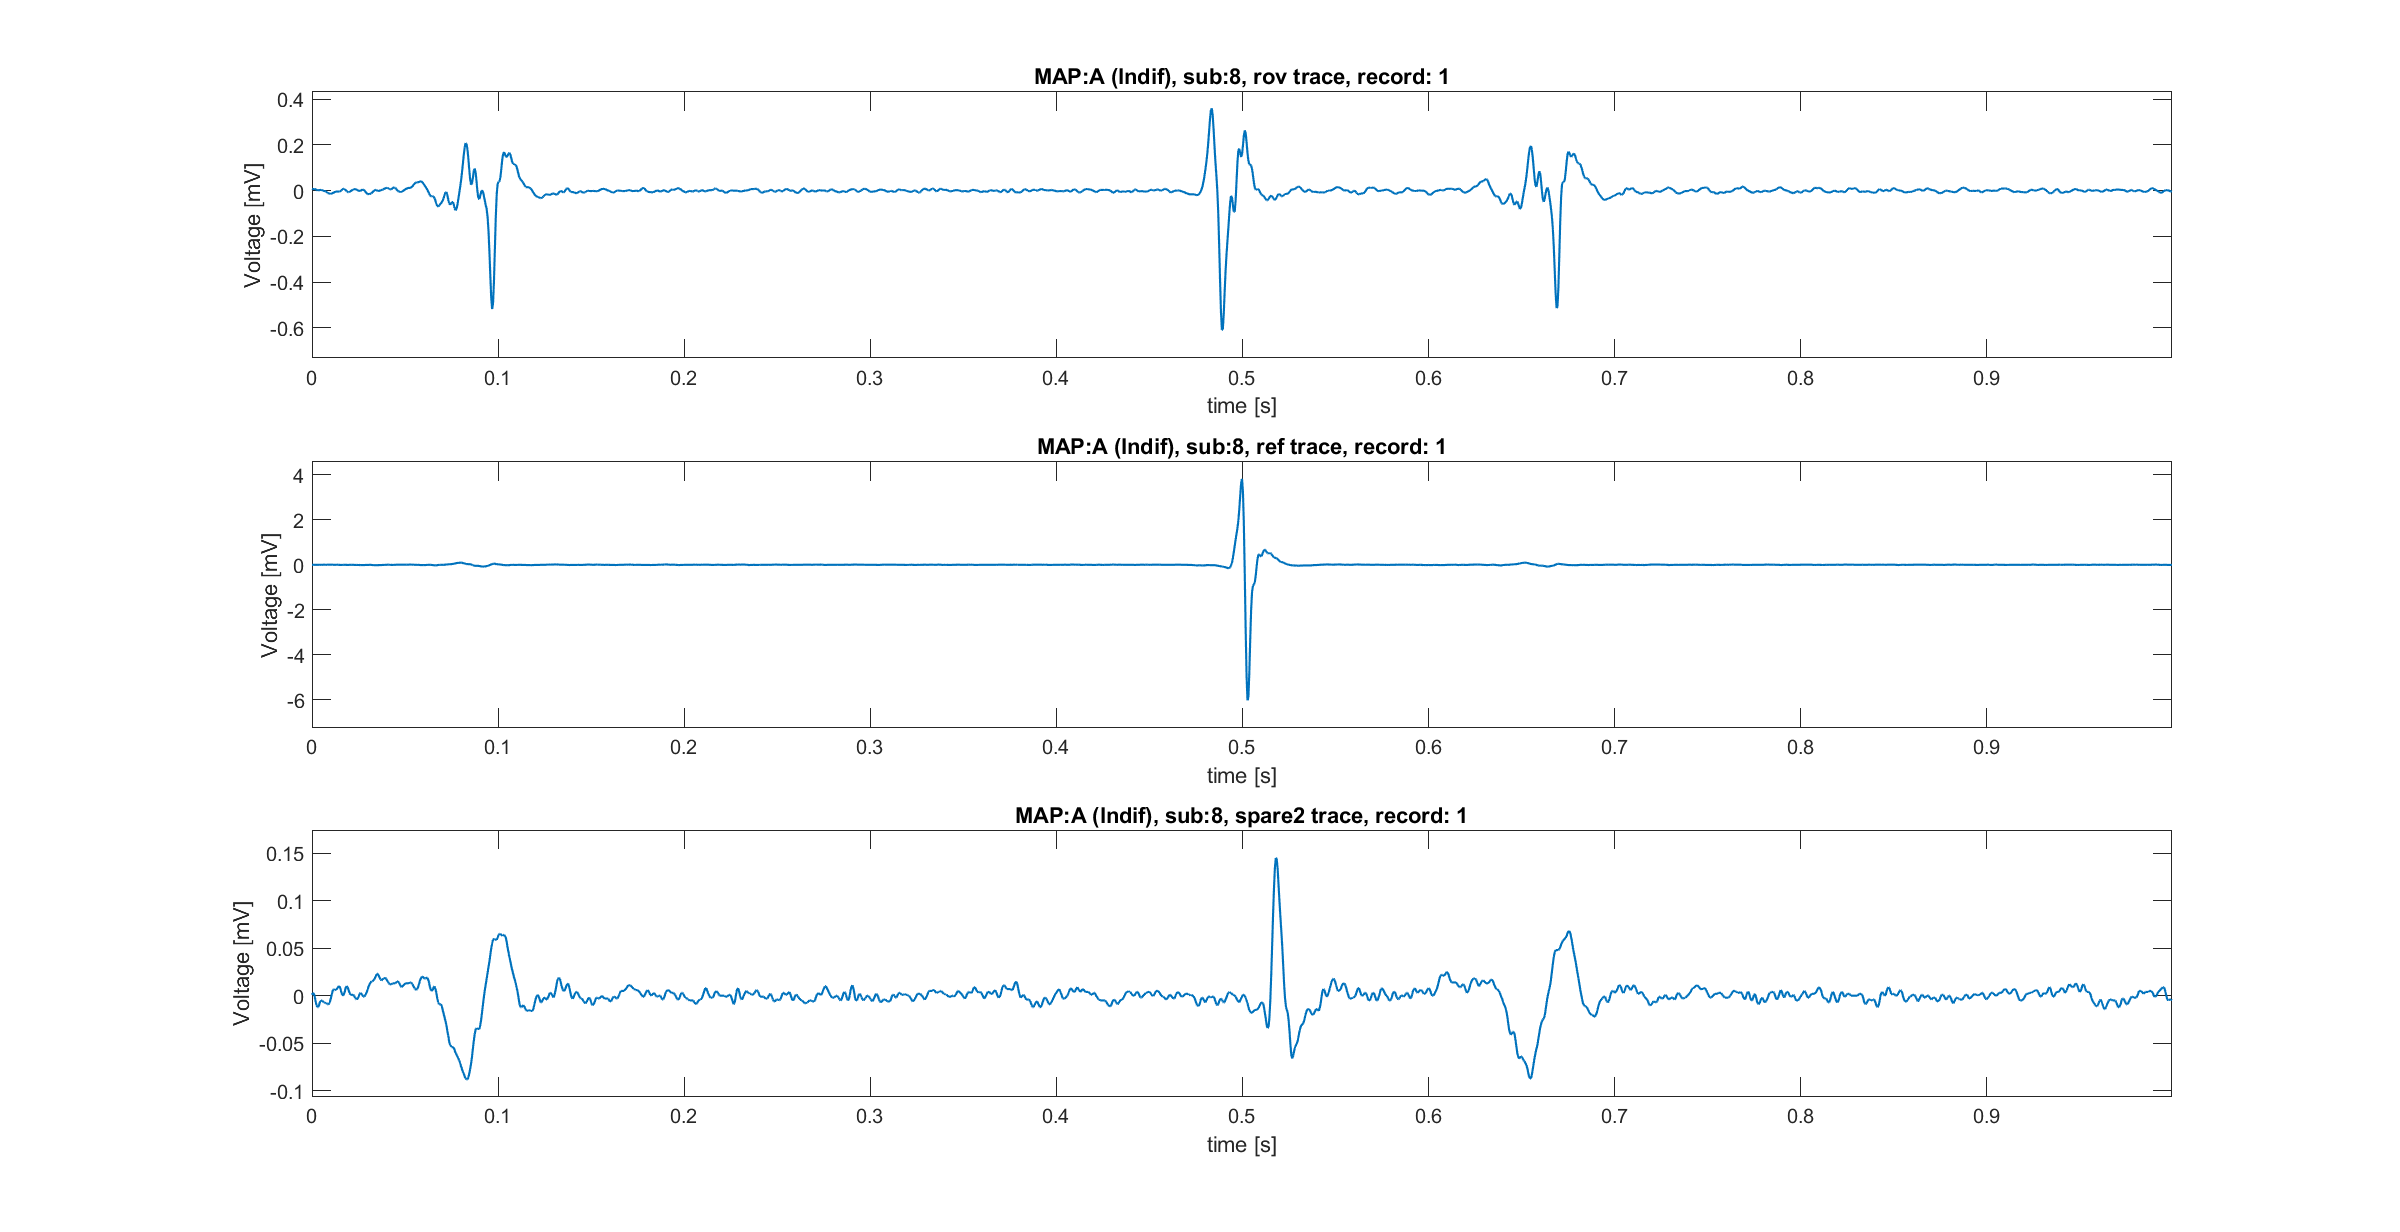 MAP:A (Indif), sub:8, rov trace, record: 1
Voltage [mV]
0.4
0.2
0
-0.2
-0.4
-0.6
0 0.1 0.2 0.3 0.4 0.5 0.6 0.7 0.8 0.9
time [s]
MAP:A (Indif), sub:8, ref trace, record: 1
Voltage [mV]
4
2
0
-2
-4
-6
0 0.1 0.2 0.3 0.4 0.5 0.6 0.7 0.8 0.9
time [s]
MAP:A (Indif), sub:8, spare2 trace, record: 1
Voltage [mV]
0.15
0.1
0.05
0
-0.05
-0.1
0 0.1 0.2 0.3 0.4 0.5 0.6 0.7 0.8 0.9
time [s]